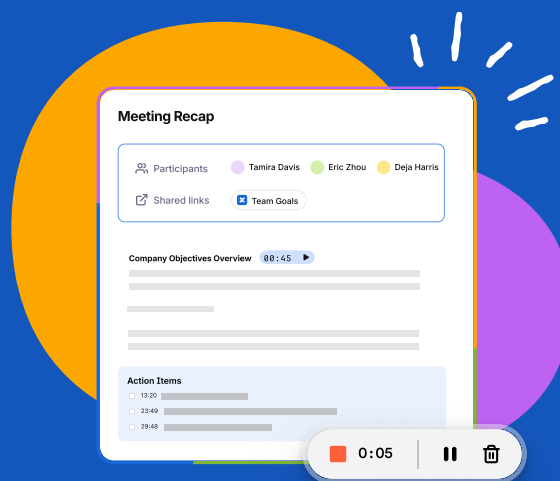 Meeting Recap
Participants Tamira Davis Eric Zhou Deja Harris
Shared links Team Goals
Company Objectives Overview 00:45
Action Items
13:20
23:49
29:48
0:05